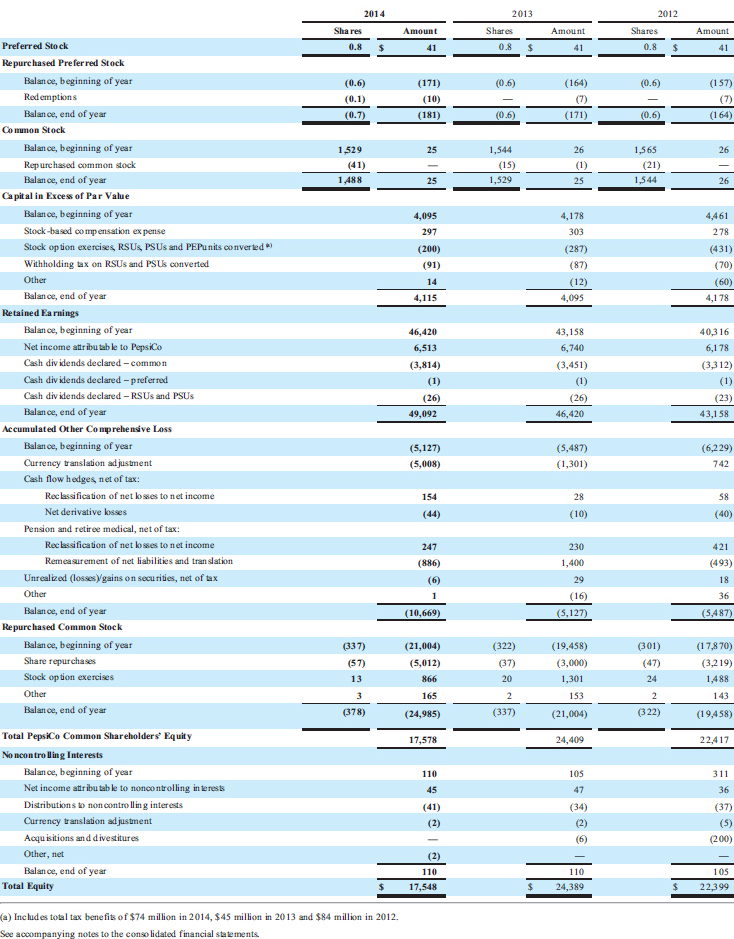 2014 2013 2012
Shares Amount Shares Amount Shares Amount
Preferred Stock 0.8 $ 41 0.8 $ 41 0.8 $ 41
Repurchased Preferred Stock
Balance, beginning of year (0.6) (171) (0.6) (164) (0.6) (157)
Redemptions (0.1) (10) — (7) — (7)
Balance, end of year (0.7) (181) (0.6) (171) (0.6) (164)
Common Stock
Balance, beginning of year 1,529 25 1,544 26 1,565 26
Repurchased common stock (41) — (15) (1) (21) —
Balance, end of year 1,488 25 1,529 25 1,544 26
Capital in Excess of Par Value
Balance, beginning of year 4,095 4,178 4,461
Stock-based compensation expense 297 303 278
Stock option exercises, RSUs, PSUs and PEPunits converted (a) (200) (287) (431)
Withholding tax on RSUs and PSUs converted (91) (87) (70)
Other 14 (12) (60)
Balance, end of year 4,115 4,095 4,178
Retained Earnings
Balance, beginning of year 46,420 43,158 40,316
Net income attributable to PepsiCo 6,513 6,740 6,178
Cash dividends declared – common (3,814) (3,451) (3,312)
Cash dividends declared – preferred (1) (1) (1)
Cash dividends declared – RSUs and PSUs (26) (26) (23)
Balance, end of year 49,092 46,420 43,158
Accumulated Other Comprehensive Loss
Balance, beginning of year (5,127) (5,487) (6,229)
Currency translation adjustment (5,008) (1,301) 742
Cash flow hedges, net of tax:
Reclassification of net losses to net income 154 28 58
Net derivative losses (44) (10) (40)
Pension and retiree medical, net of tax:
Reclassification of net losses to net income 247 230 421
Remeasurement of net liabilities and translation (886) 1,400 (493)
Unrealized (losses)/gains on securities, net of tax (6) 29 18
Other 1 (16) 36
Balance, end of year (10,669) (5,127) (5,487)
Repurchased Common Stock
Balance, beginning of year (337) (21,004) (322) (19,458) (301) (17,870)
Share repurchases (57) (5,012) (37) (3,000) (47) (3,219)
Stock option exercises 13 866 20 1,301 24 1,488
Other 3 165 2 153 2 143
Balance, end of year (378) (24,985) (337) (21,004) (322) (19,458)
Total PepsiCo Common Shareholders' Equity 17,578 24,409 22,417
Noncontrolling Interests
Balance, beginning of year 110 105 311
Net income attributable to noncontrolling interests 45 47 36
Distributions to noncontrolling interests (41) (34) (37)
Currency translation adjustment (2) (2) (5)
Acquisitions and divestitures — (6) (200)
Other, net (2) — —
Balance, end of year 110 110 105
Total Equity $ 17,548 $ 24,389 $ 22,399
(a) Includes total tax benefits of $74 million in 2014, $45 million in 2013 and $84 million in 2012.
See accompanying notes to the consolidated financial statements.